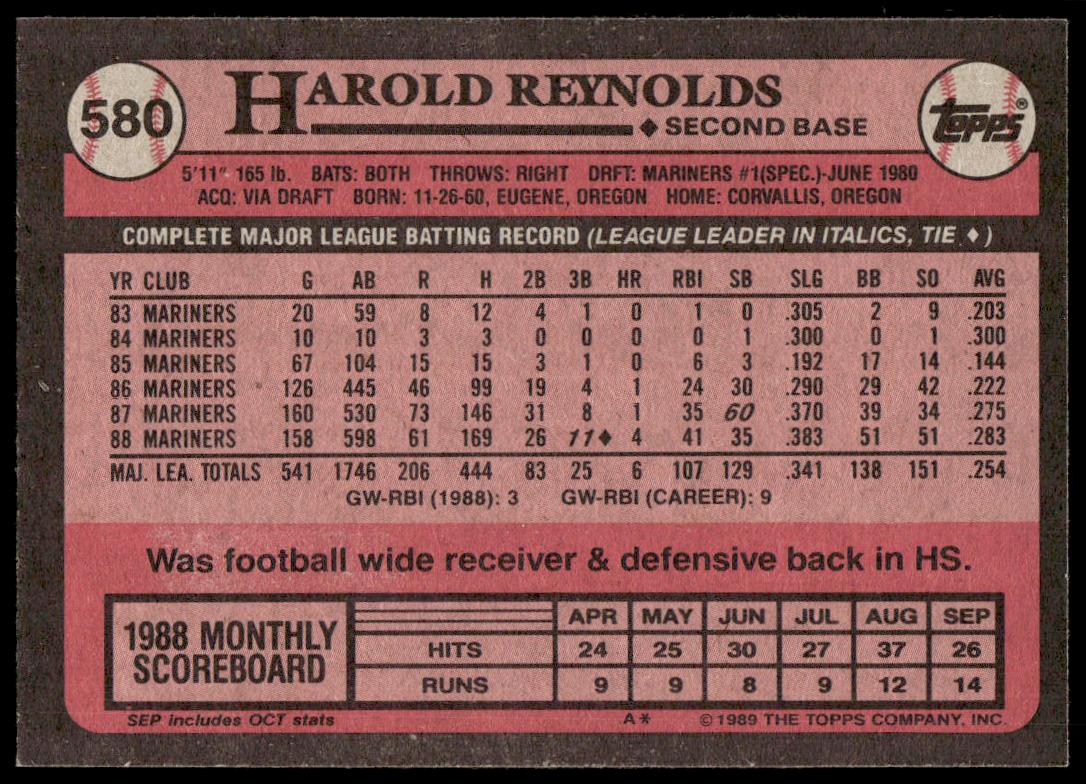 580
HAROLD REYNOLDS
♦ SECOND BASE
TOPPS®
5'11" 165 lb. BATS: BOTH THROWS: RIGHT DRFT: MARINERS #1(SPEC.)-JUNE 1980
ACQ: VIA DRAFT BORN: 11-26-60, EUGENE, OREGON HOME: CORVALLIS, OREGON
COMPLETE MAJOR LEAGUE BATTING RECORD (LEAGUE LEADER IN ITALICS, TIE ♦)
YR CLUB G AB R H 2B 3B HR RBI SB SLG BB SO AVG
83 MARINERS 20 59 8 12 4 1 0 1 0 .305 2 9 .203
84 MARINERS 10 10 3 3 0 0 0 0 1 .300 0 1 .300
85 MARINERS 67 104 15 15 3 1 0 6 3 .192 17 14 .144
86 MARINERS 126 445 46 99 19 4 1 24 30 .290 29 42 .222
87 MARINERS 160 530 73 146 31 8 1 35 60 .370 39 34 .275
88 MARINERS 158 598 61 169 26 11♦ 4 41 35 .383 51 51 .283
MAJ. LEA. TOTALS 541 1746 206 444 83 25 6 107 129 .341 138 151 .254
GW-RBI (1988): 3 GW-RBI (CAREER): 9
Was football wide receiver & defensive back in HS.
1988 MONTHLY
SCOREBOARD
APR MAY JUN JUL AUG SEP
HITS 24 25 30 27 37 26
RUNS 9 9 8 9 12 14
SEP includes OCT stats A* © 1989 THE TOPPS COMPANY, INC.